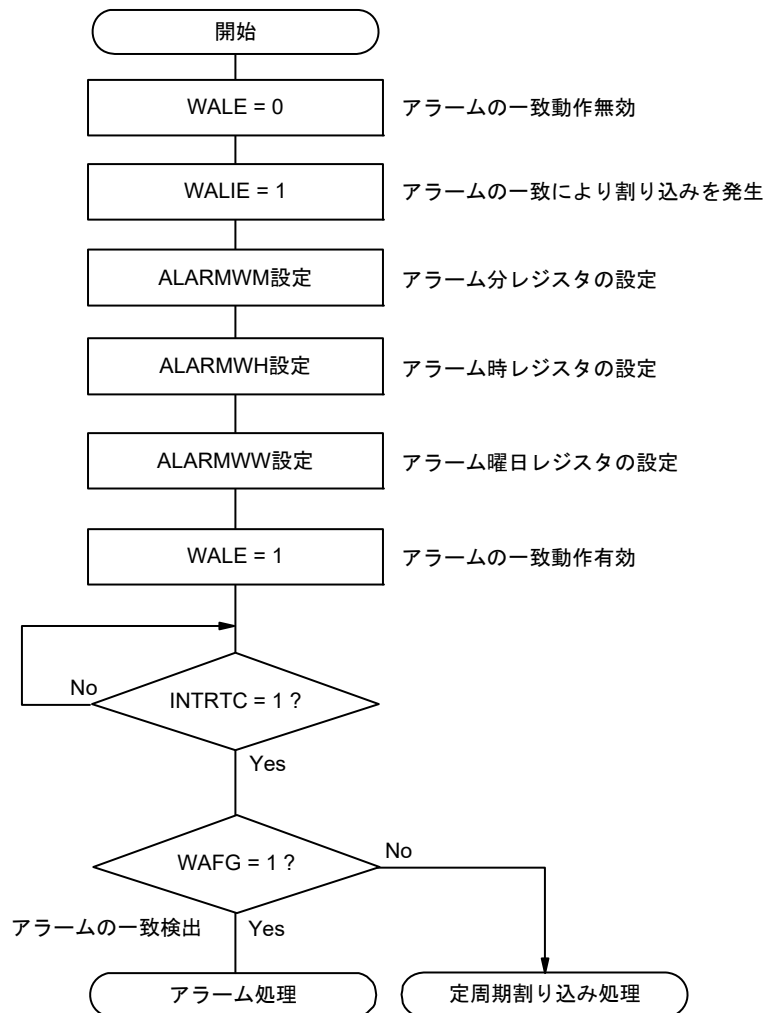 開始
WALE = 0
アラームの一致動作無効
WALIE = 1
アラームの一致により割り込みを発生
ALARMWM設定
アラーム分レジスタの設定
ALARMWH設定
アラーム時レジスタの設定
ALARMWW設定
アラーム曜日レジスタの設定
WALE = 1
アラームの一致動作有効
No
INTRTC = 1 ?
Yes
WAFG = 1 ?
No
アラームの一致検出
Yes
アラーム処理
定周期割り込み処理